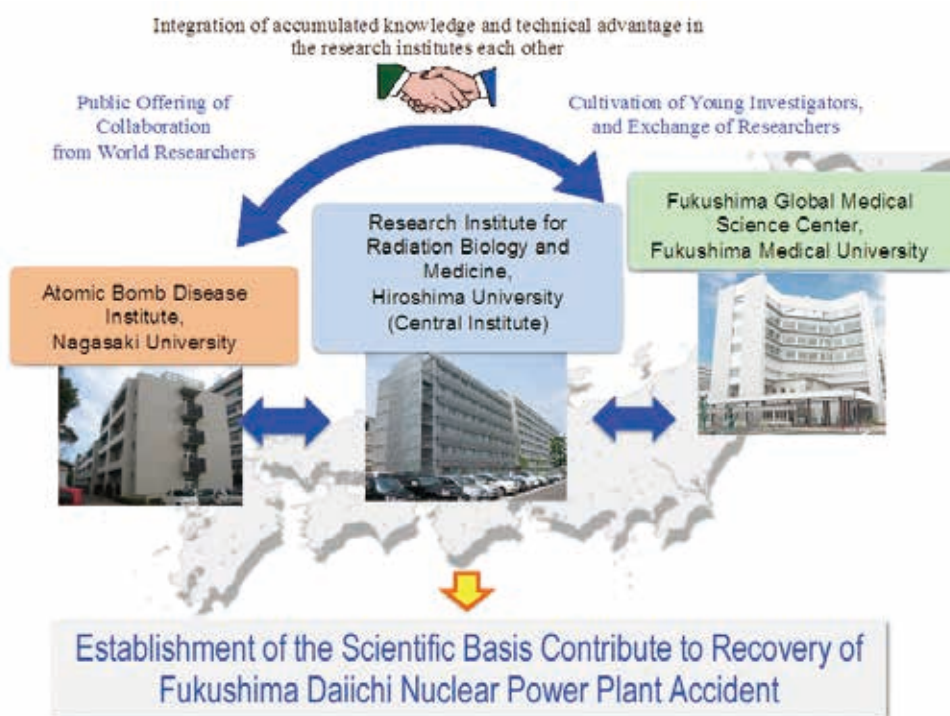 Integration of accumulated knowledge and technical advantage in
the research institutes each other
Public Offering of
Collaboration
from World Researchers
Cultivation of Young Investigators,
and Exchange of Researchers
Fukushima Global Medical
Science Center,
Fukushima Medical University
Research Institute for
Radiation Biology and
Medicine,
Hiroshima University
(Central Institute)
Atomic Bomb Disease
Institute,
Nagasaki University
Establishment of the Scientific Basis Contribute to Recovery of
Fukushima Daiichi Nuclear Power Plant Accident